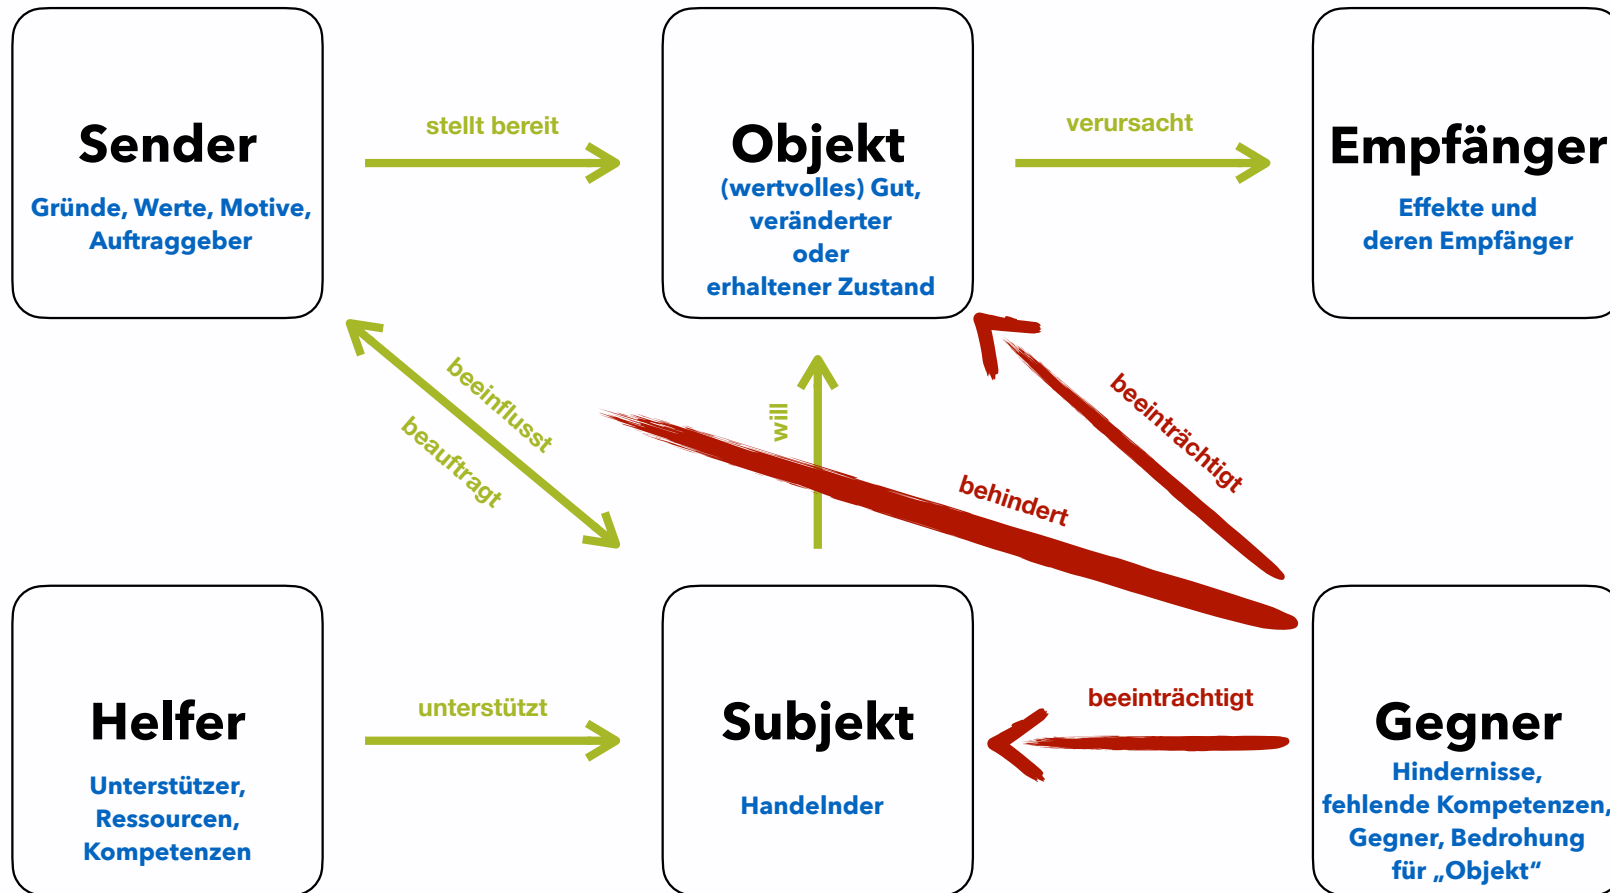 Sender
Gründe, Werte, Motive,
Auftraggeber
stellt bereit
Objekt
(wertvolles) Gut,
veränderter
oder
erhaltener Zustand
verursacht
Empfänger
Effekte und
deren Empfänger
beeinflusst
beauftragt
will
behindert
beeinträchtigt
Helfer
Unterstützer,
Ressourcen,
Kompetenzen
unterstützt
Subjekt
Handelnder
beeinträchtigt
Gegner
Hindernisse,
fehlende Kompetenzen,
Gegner, Bedrohung
für „Objekt“